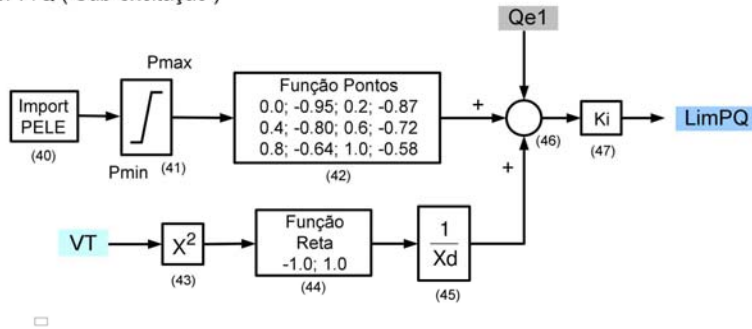 Qe1
Pmax
Import
PELE
(40)
(41)
Pmin
Função Pontos
0.0; -0.95; 0.2; -0.87
0.4; -0.80; 0.6; -0.72
0.8; -0.64; 1.0; -0.58
(42)
+
+
(46)
Ki
(47)
LimPQ
VT
X²
(43)
Função
Reta
-1.0; 1.0
(44)
1
Xd
(45)